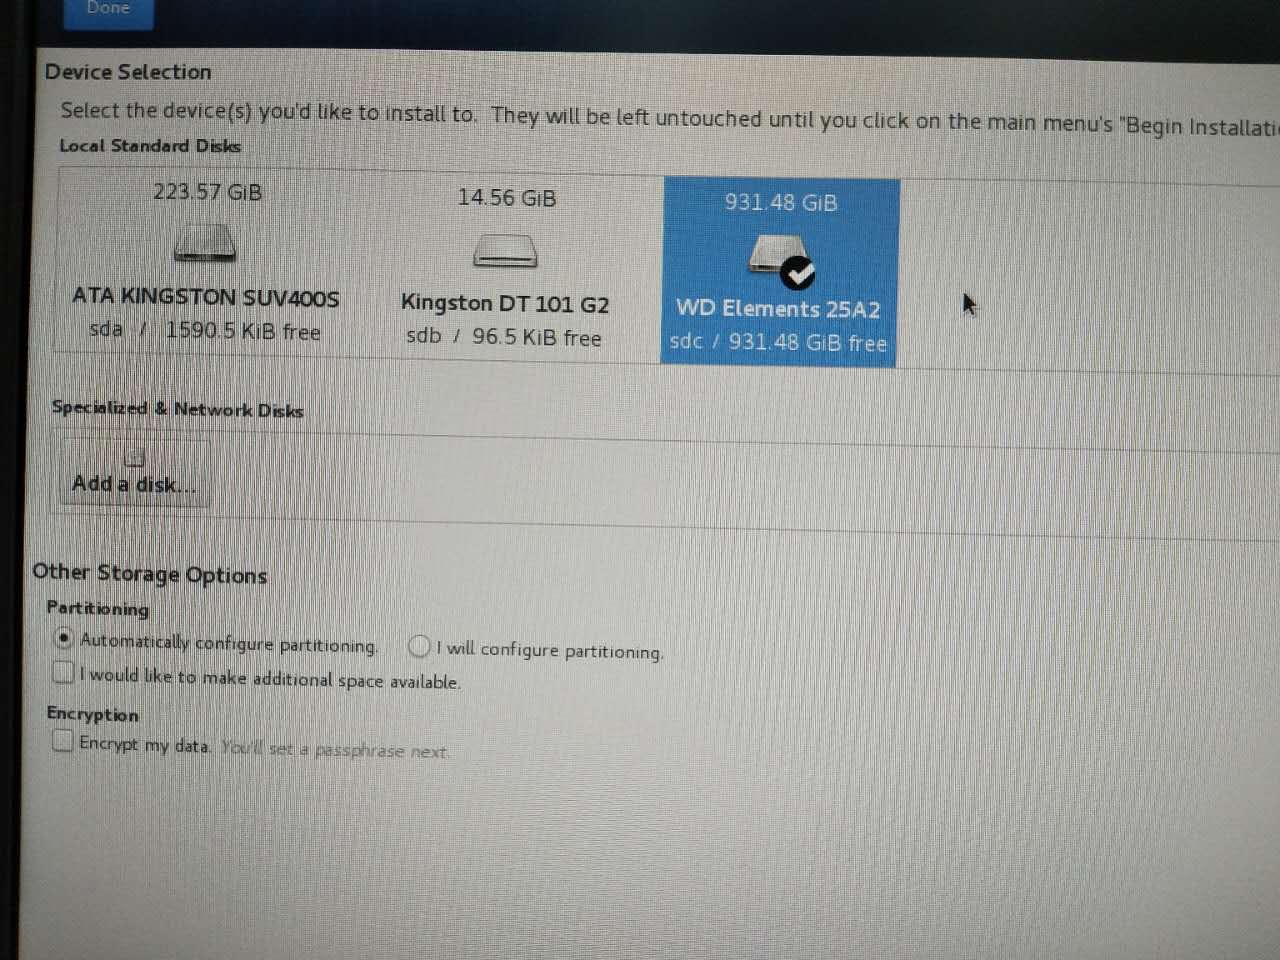 Done
Device Selection
Select the device(s) you'd like to install to. They will be left untouched until you click on the main menu's "Begin
Local Standard Disks
223.57 GiB
ATA KINGSTON SUV400S
sda / 1590.5 KiB free
14.56 GiB
Kingston DT 101 G2
sdb / 96.5 KiB free
931.48 GiB
WD Elements 25A2
sdc / 931.48 GiB free
Specialized & Network Disks
Add a disk...
Other Storage Options
Partitioning
Automatically configure partitioning. I will configure partitioning.
I would like to make additional space available.
Encryption
Encrypt my data. You'll set a passphrase next.